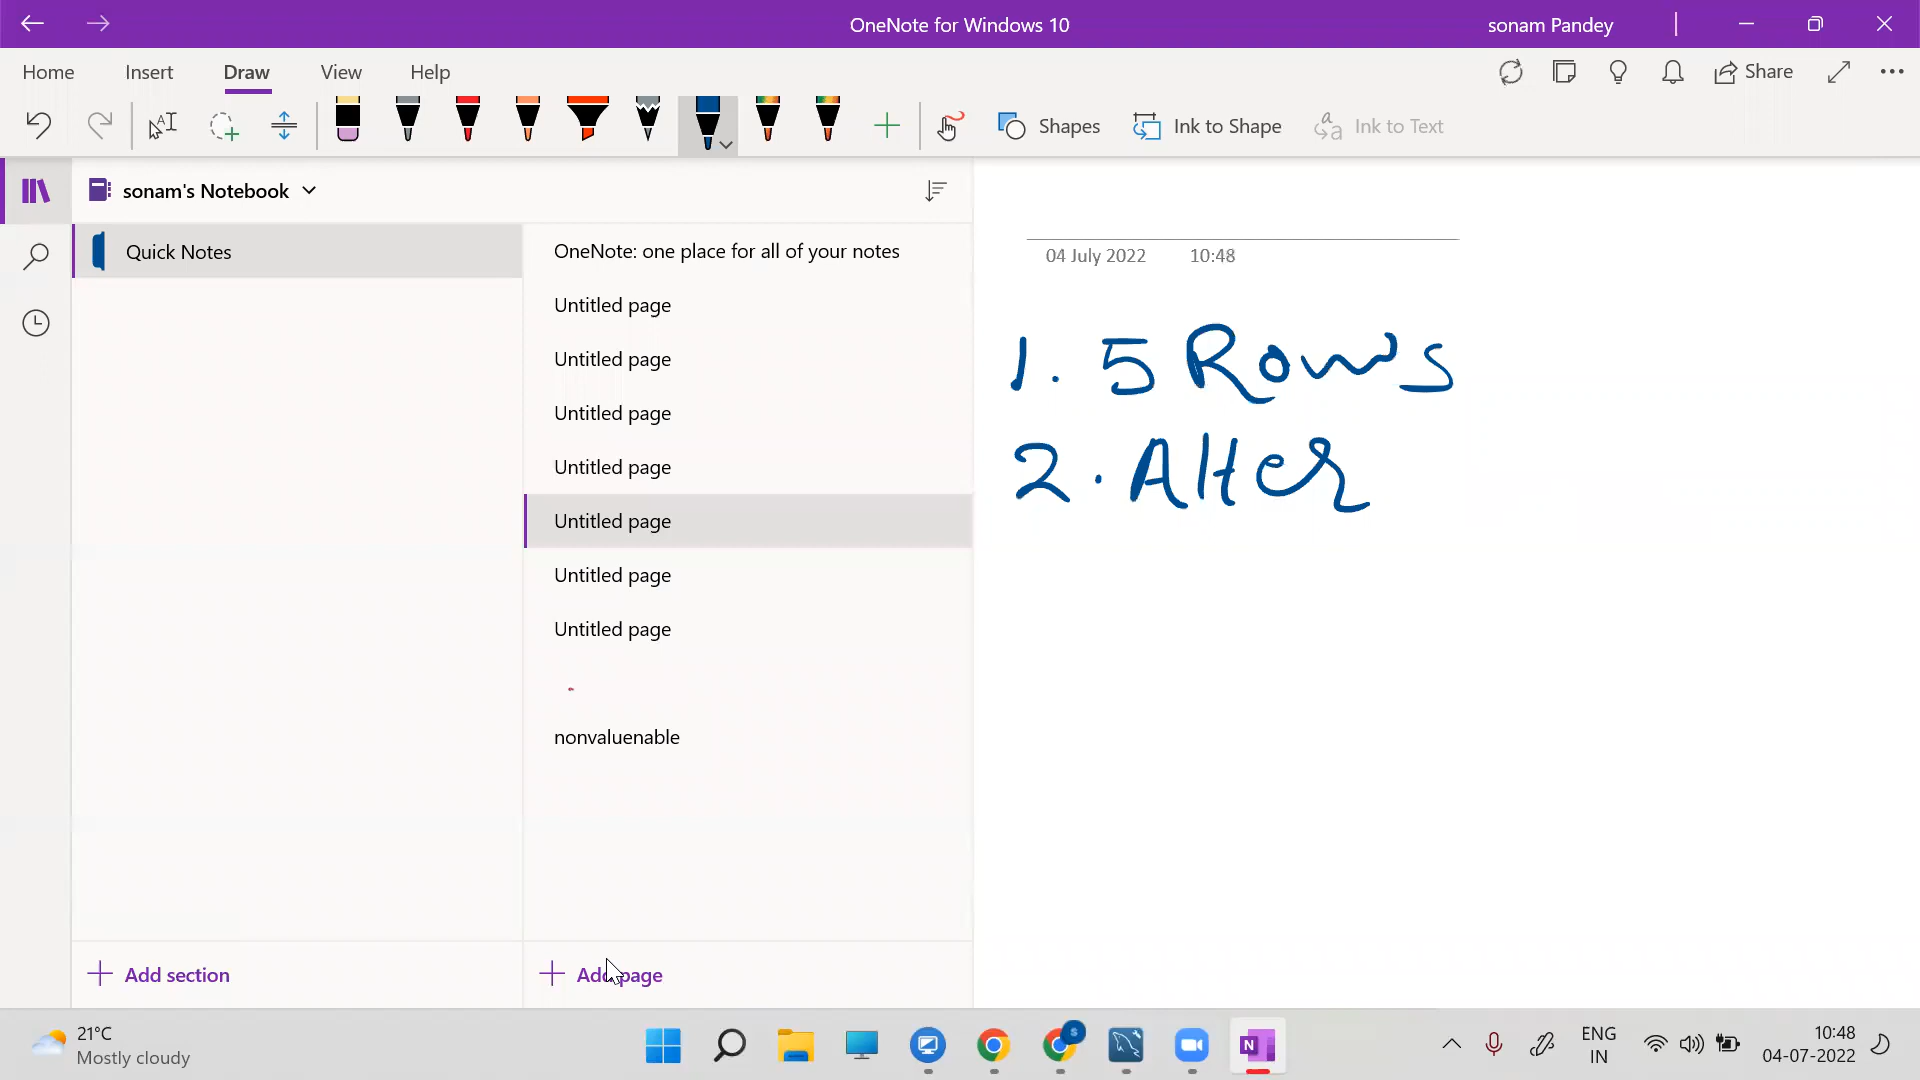 OneNote for Windows 10
sonam Pandey
Home Insert Draw View Help
Share
Shapes Ink to Shape Ink to Text
sonam's Notebook
Quick Notes
OneNote: one place for all of your notes
Untitled page
Untitled page
Untitled page
Untitled page
Untitled page
Untitled page
Untitled page
nonvaluenable
04 July 2022 10:48
1. 5 Rows
2. Alter
Add section
Add page
21°C
Mostly cloudy
ENG
IN
10:48
04-07-2022